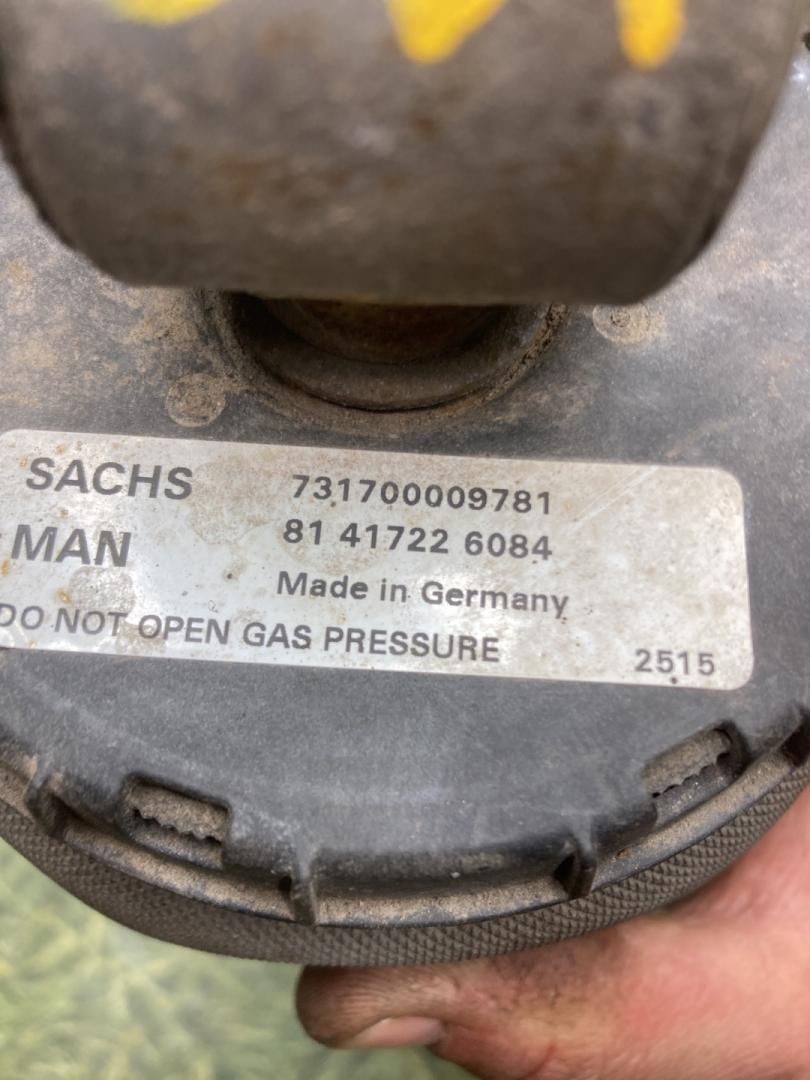 SACHS 731700009781
MAN 81 41722 6084
Made in Germany
DO NOT OPEN GAS PRESSURE 2515